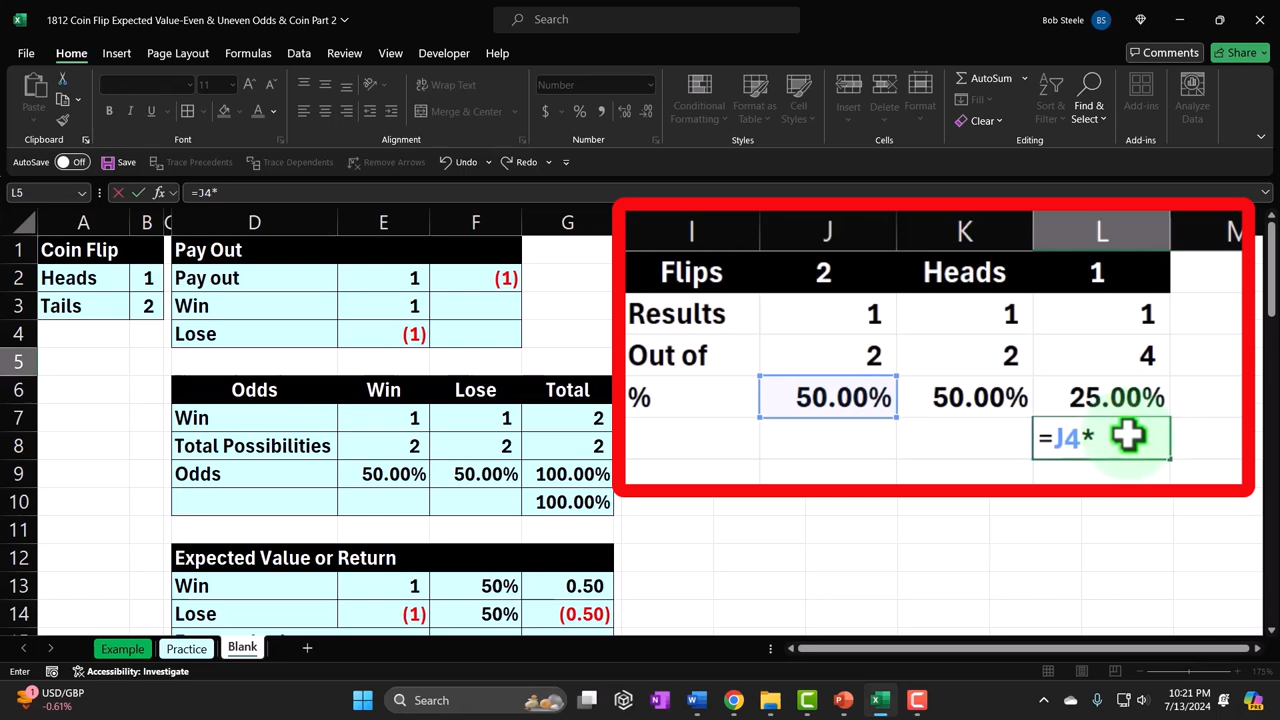 1812 Coin Flip Expected Value-Even & Uneven Odds & Coin Part 2
Search
Bob Steele BS
File Home Insert Page Layout Formulas Data Review View Developer Help
Comments Share
Paste
11
B I U
Wrap Text
Merge & Center
Number
Conditional Formatting
Format as Table
Cell Styles
Insert Delete Format
AutoSum
Fill
Clear
Sort & Filter
Find & Select
Add-ins
Analyze Data
Clipboard Font Alignment Number Styles Cells Editing Add-ins
AutoSave Off Save Trace Precedents Trace Dependents Remove Arrows Undo Redo
L5 fx =J4*
A B C D E F G
1 Coin Flip Pay Out
2 Heads 1 Pay out 1 (1)
3 Tails 2 Win 1
4 Lose (1)
5
6 Odds Win Lose Total
7 Win 1 1 2
8 Total Possibilities 2 2 2
9 Odds 50.00% 50.00% 100.00%
10 100.00%
11
12 Expected Value or Return
13 Win 1 50% 0.50
14 Lose (1) 50% (0.50)
I J K L M
Flips 2 Heads 1
Results 1 1 1
Out of 2 2 4
% 50.00% 50.00% 25.00%
=J4*
Example Practice Blank
Enter Accessibility: Investigate 175%
1 USD/GBP
-0.61%
Search
10:21 PM
7/13/2024